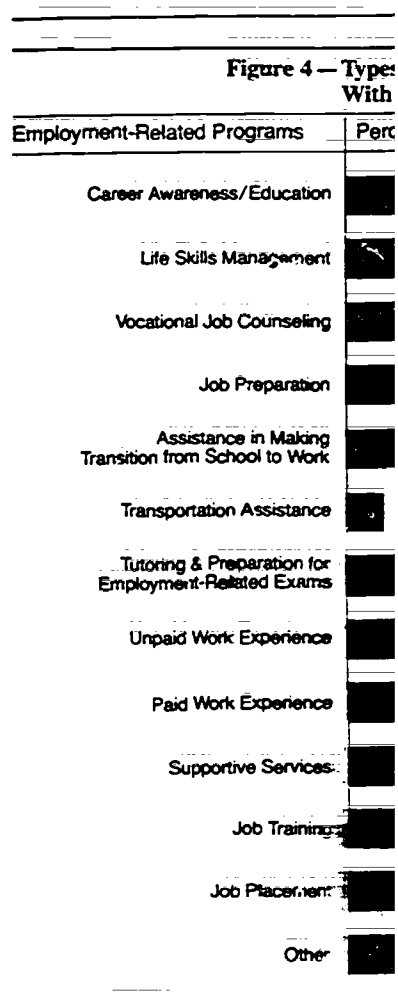 Figure 4 — Types
With
Employment-Related Programs Perc
Career Awareness/Education
Life Skills Management
Vocational Job Counseling
Job Preparation
Assistance in Making
Transition from School to Work
Transportation Assistance
Tutoring & Preparation for
Employment-Related Exams
Unpaid Work Experience
Paid Work Experience
Supportive Services
Job Training
Job Placement
Other